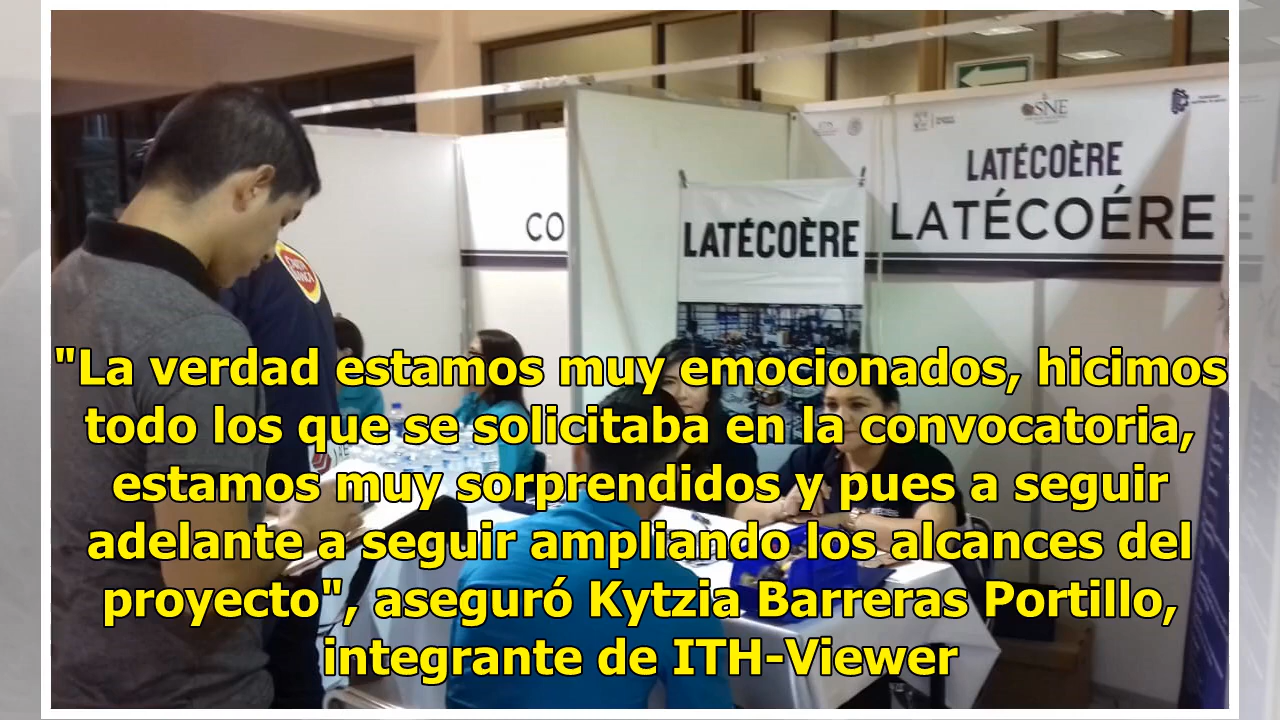 SNE
LATÉCOÈRE
LATÉCOÉRE
CO
LATÉCOÈRE
"La verdad estamos muy emocionados, hicimos
todo los que se solicitaba en la convocatoria,
estamos muy sorprendidos y pues a seguir
adelante a seguir ampliando los alcances del
proyecto", aseguró Kytzia Barreras Portillo,
integrante de ITH-Viewer